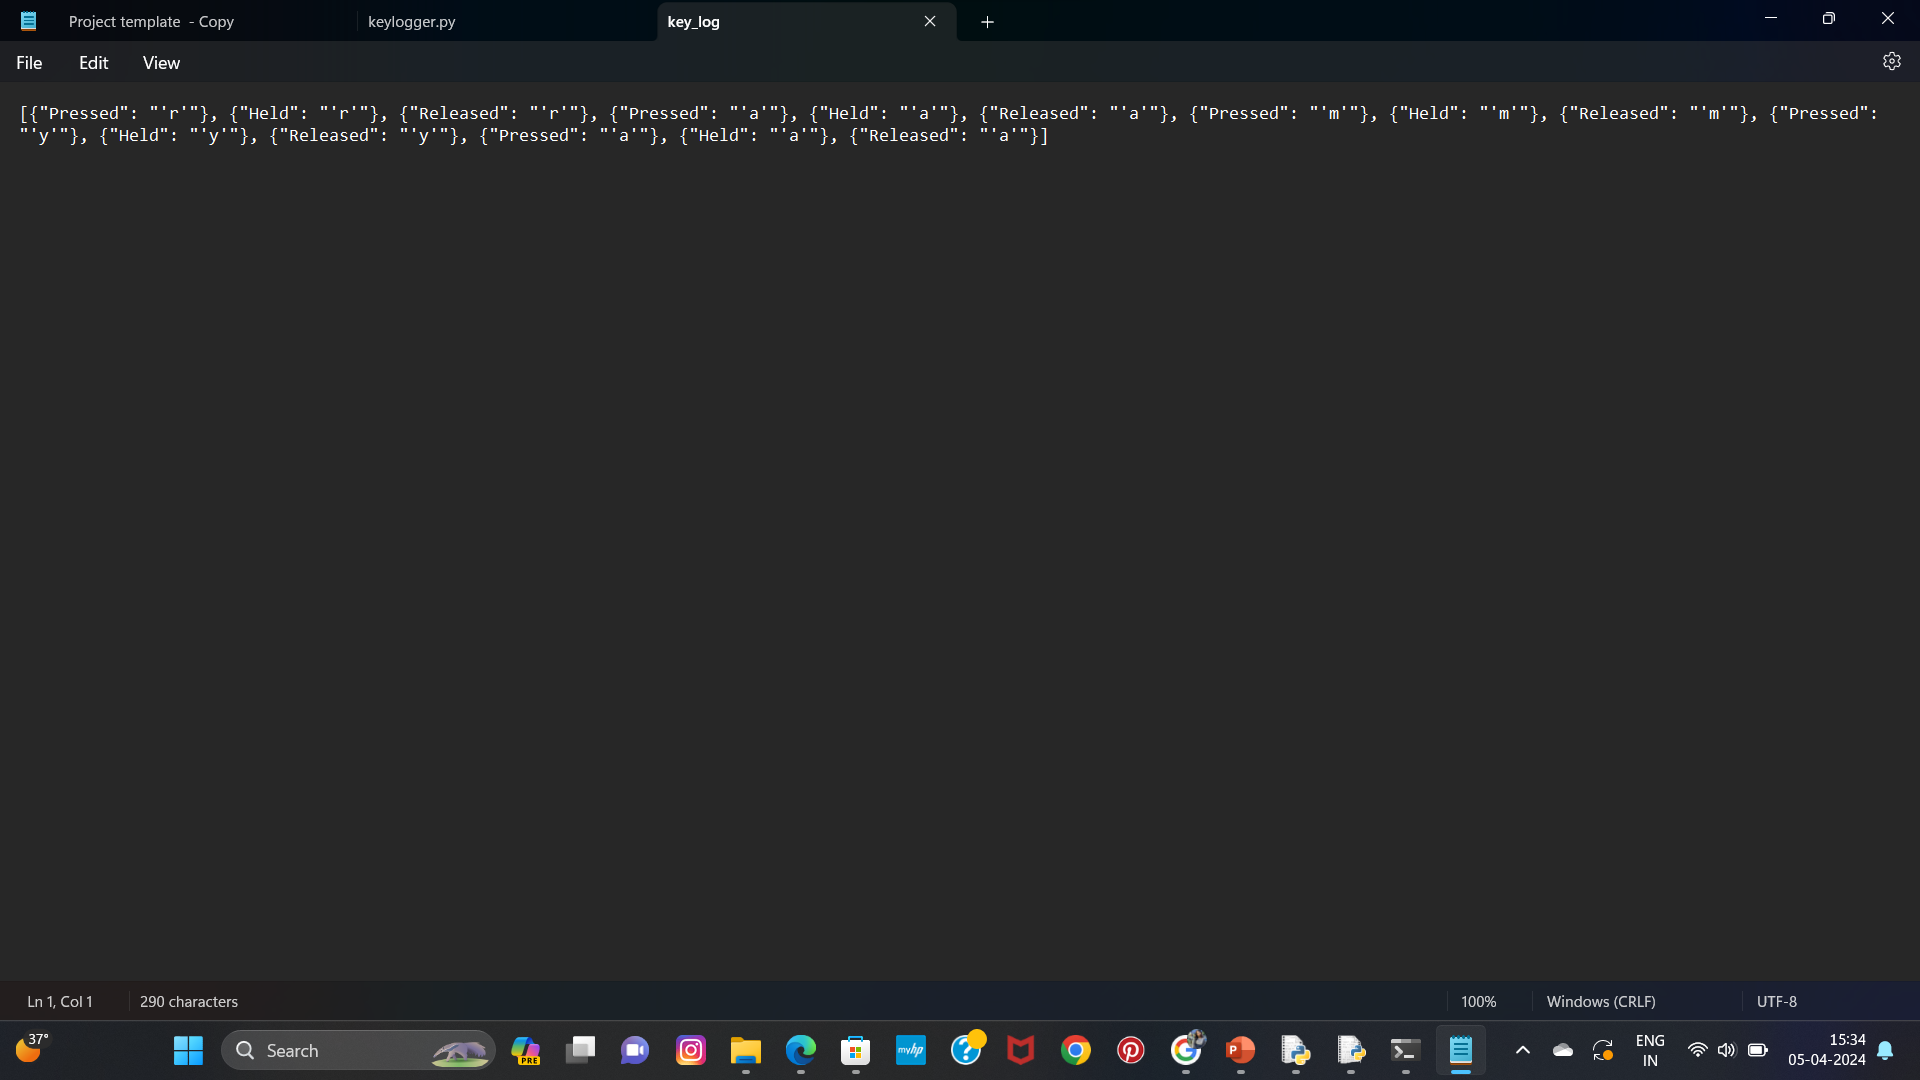 Project template - Copy
keylogger.py
key_log
File Edit View
[{"Pressed": "'r'"}, {"Held": "'r'"}, {"Released": "'r'"}, {"Pressed": "'a'"}, {"Held": "'a'"}, {"Released": "'a'"}, {"Pressed": "'m'"}, {"Held": "'m'"}, {"Released": "'m'"}, {"Pressed":
"'y'"}, {"Held": "'y'"}, {"Released": "'y'"}, {"Pressed": "'a'"}, {"Held": "'a'"}, {"Released": "'a'"}]
Ln 1, Col 1
290 characters
100%
Windows (CRLF)
UTF-8
37°
Search
PRE
myhp
?
P
ENG
IN
15:34
05-04-2024